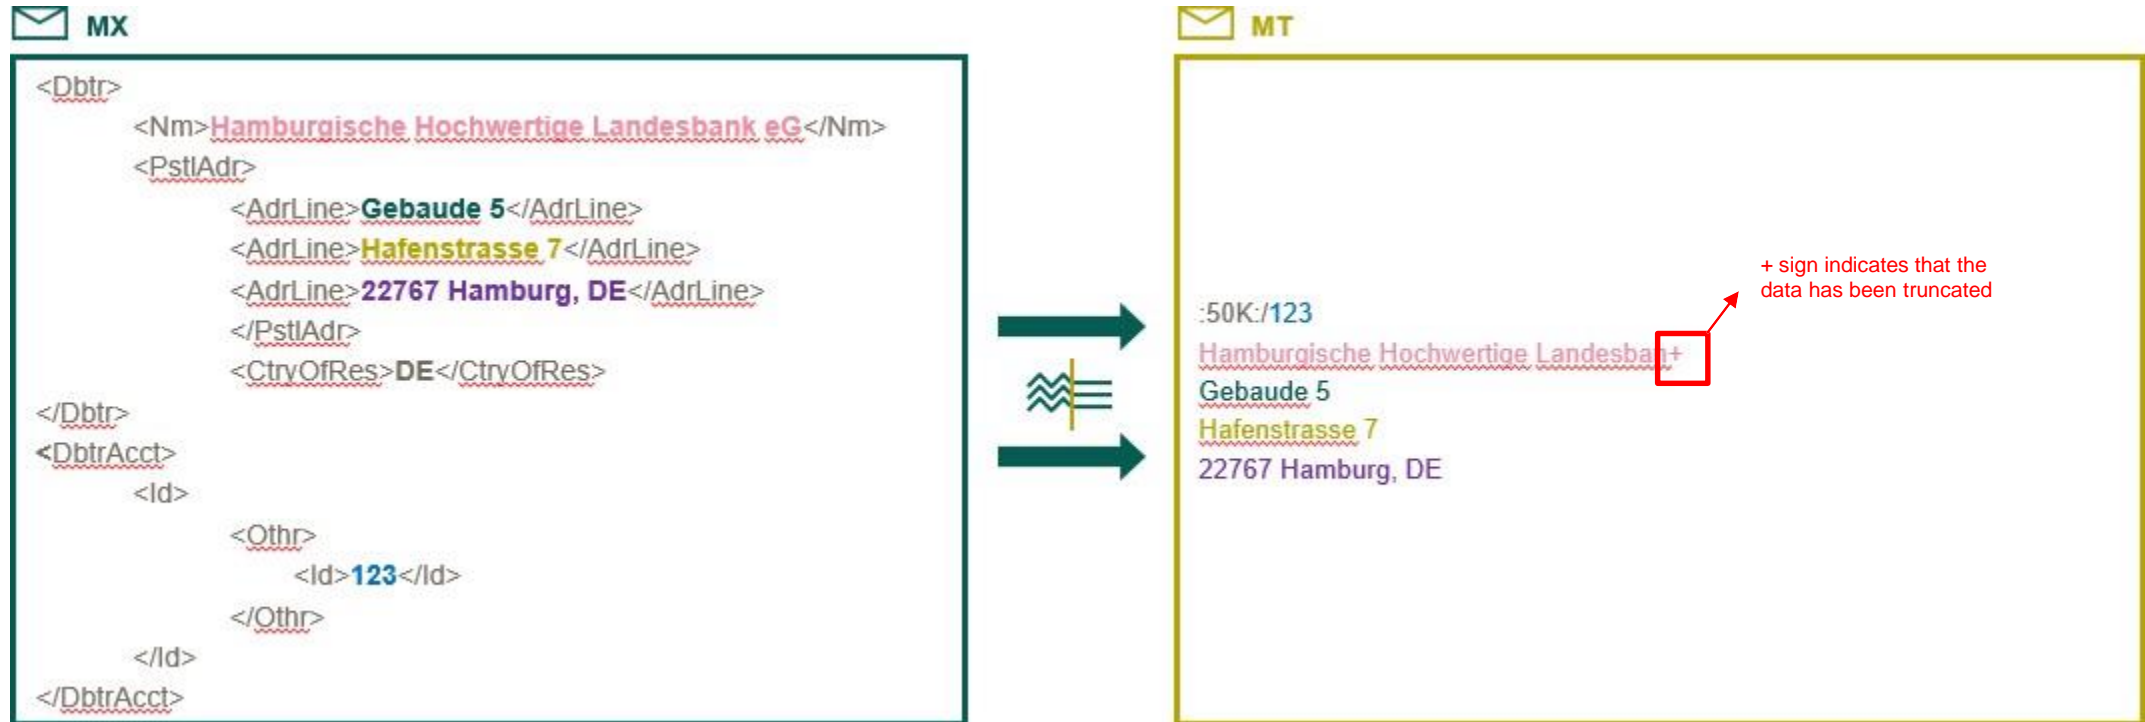 MX
<Dbtr>
<Nm>Hamburgische Hochwertige Landesbank eG</Nm>
<PstlAdr>
<AdrLine>Gebaude 5</AdrLine>
<AdrLine>Hafenstrasse 7</AdrLine>
<AdrLine>22767 Hamburg, DE</AdrLine>
</PstlAdr>
<CtryOfRes>DE</CtryOfRes>
</Dbtr>
<DbtrAcct>
<Id>
<Othr>
<Id>123</Id>
</Othr>
</Id>
</DbtrAcct>
MT
+ sign indicates that the
data has been truncated
:50K:/123
Hamburgische Hochwertige Landesban+
Gebaude 5
Hafenstrasse 7
22767 Hamburg, DE